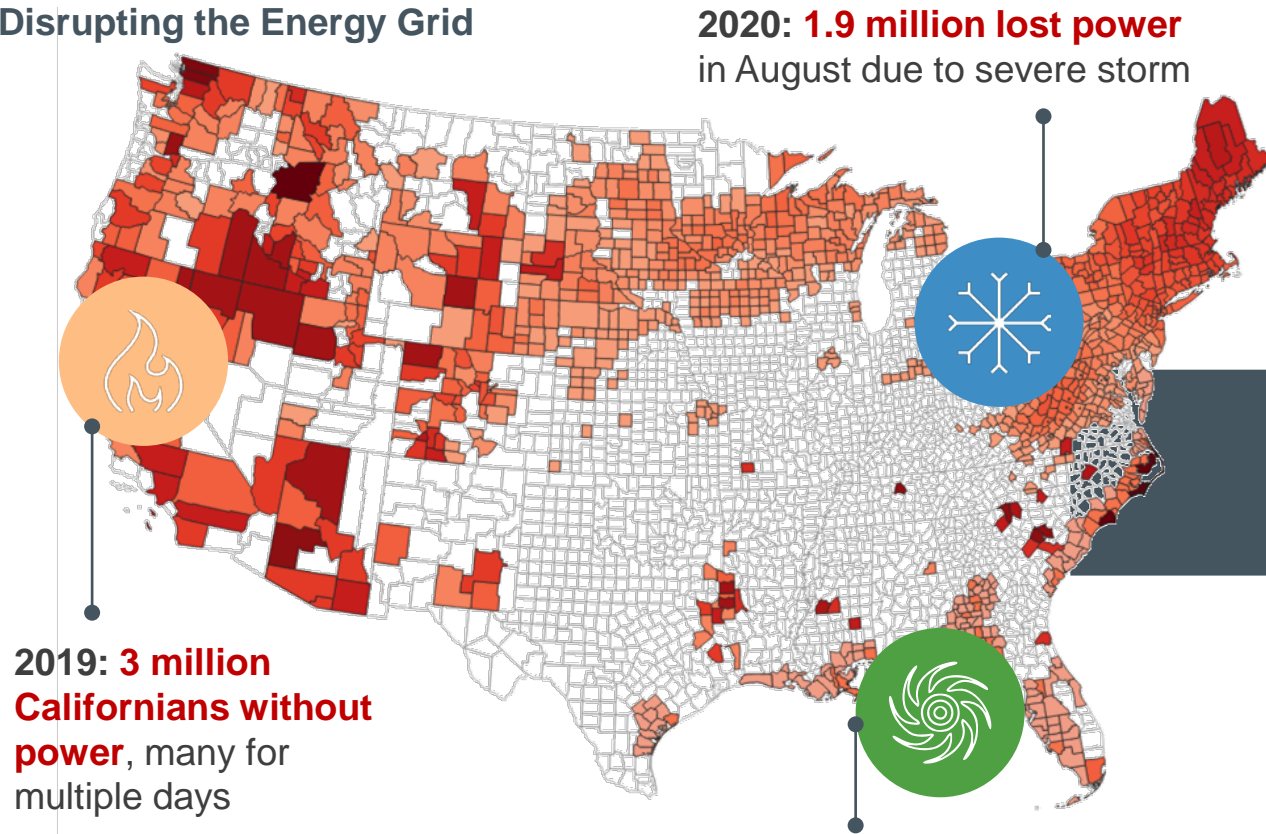 Disrupting the Energy Grid
2020: 1.9 million lost power
in August due to severe storm
2019: 3 million
Californians without
power, many for
multiple days